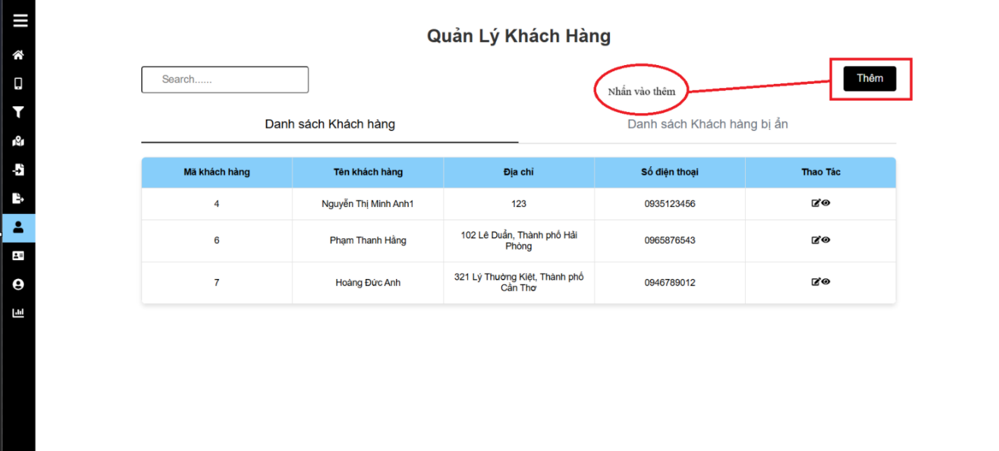 Quản Lý Khách Hàng
Search......
Nhấn vào thêm
Thêm
Danh sách Khách hàng
Danh sách Khách hàng bị ẩn
Mã khách hàng
Tên khách hàng
Địa chỉ
Số điện thoại
Thao Tác
4
Nguyễn Thị Minh Anh1
123
0935123456
6
Phạm Thanh Hằng
102 Lê Duẩn, Thành phố Hải
Phòng
0965876543
7
Hoàng Đức Anh
321 Lý Thường Kiệt, Thành phố
Cần Thơ
0946789012